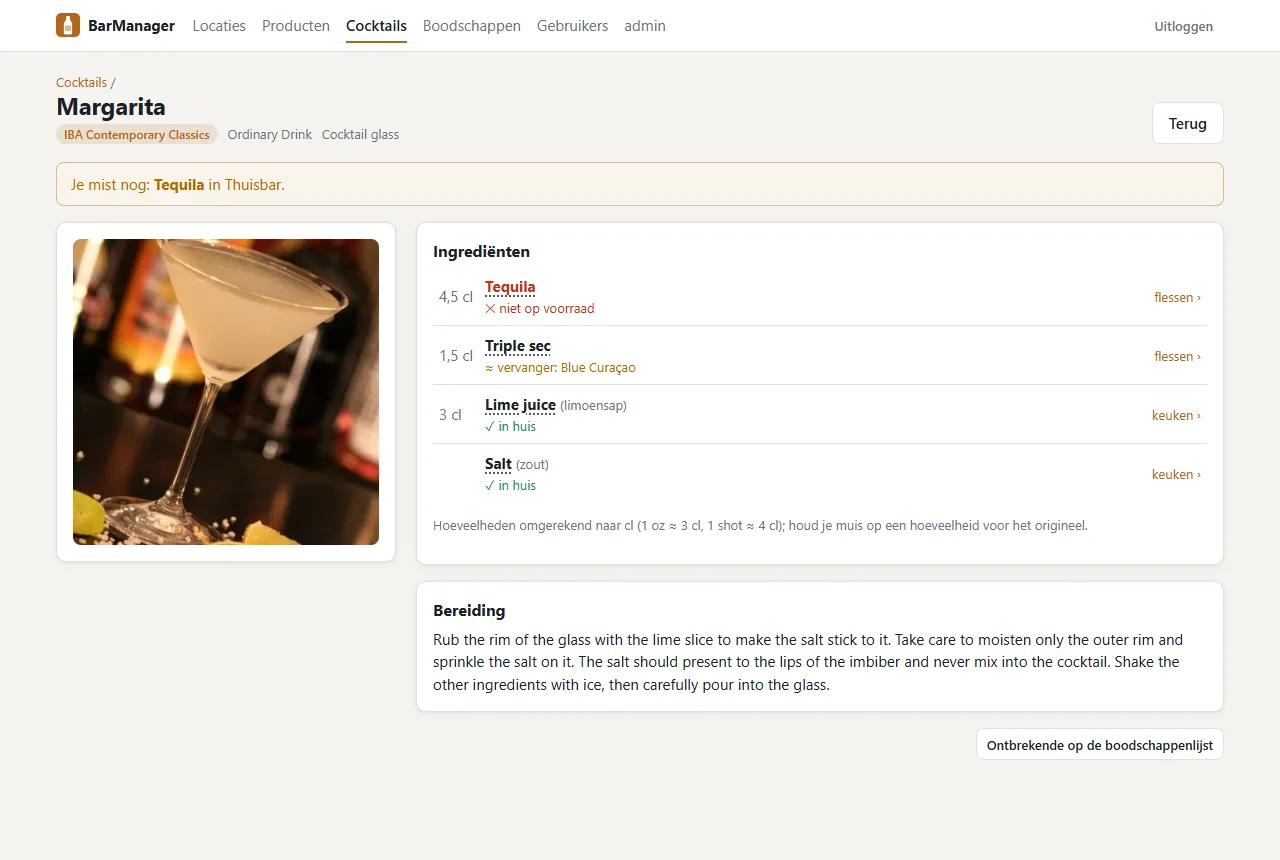 BarManager Locaties Producten Cocktails Boodschappen Gebruikers admin Uitloggen
Cocktails /
Margarita
IBA Contemporary Classics Ordinary Drink Cocktail glass
Terug
Je mist nog: Tequila in Thuisbar.
Ingrediënten
4,5 cl Tequila flessen ›
✕ niet op voorraad
1,5 cl Triple sec flessen ›
≈ vervanger: Blue Curaçao
3 cl Lime juice (limoensap) keuken ›
✓ in huis
Salt (zout) keuken ›
✓ in huis
Hoeveelheden omgerekend naar cl (1 oz ≈ 3 cl, 1 shot ≈ 4 cl); houd je muis op een hoeveelheid voor het origineel.
Bereiding
Rub the rim of the glass with the lime slice to make the salt stick to it. Take care to moisten only the outer rim and
sprinkle the salt on it. The salt should present to the lips of the imbiber and never mix into the cocktail. Shake the
other ingredients with ice, then carefully pour into the glass.
Ontbrekende op de boodschappenlijst